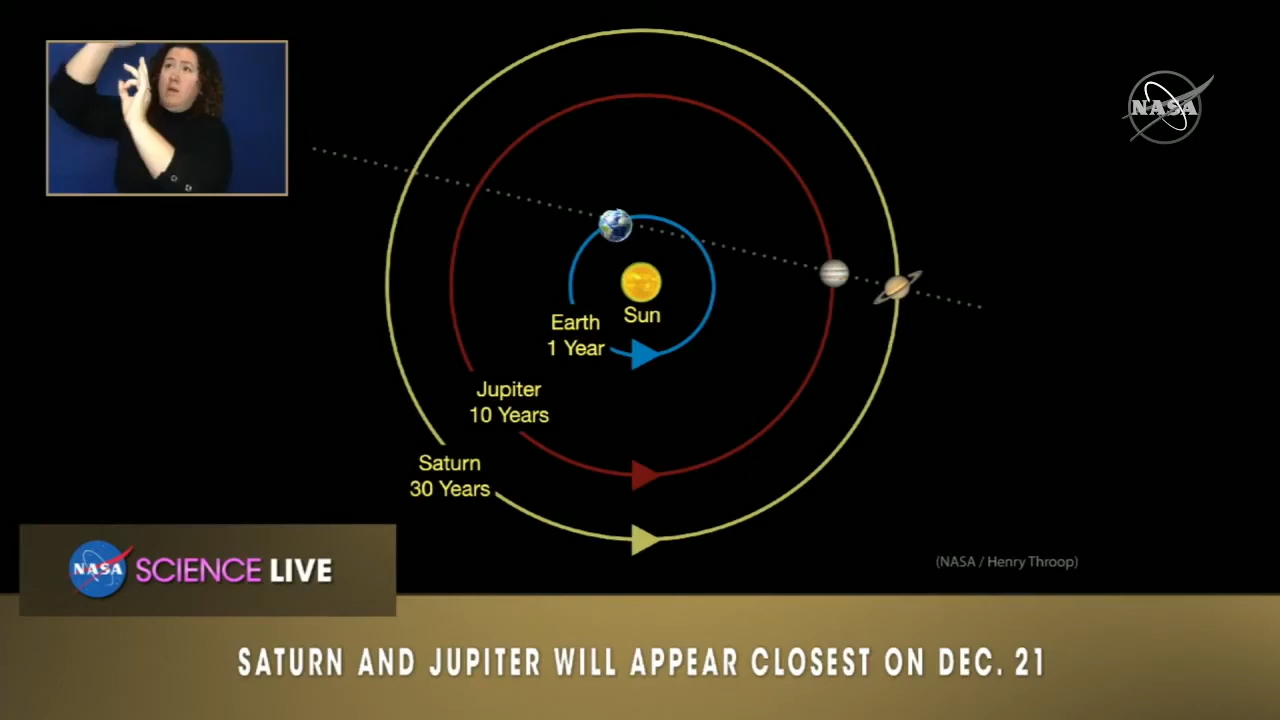 NASA
Sun
Earth
1 Year
Jupiter
10 Years
Saturn
30 Years
(NASA / Henry Throop)
NASA SCIENCE LIVE
SATURN AND JUPITER WILL APPEAR CLOSEST ON DEC. 21